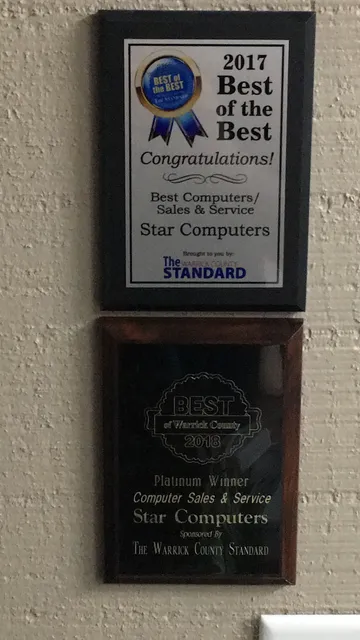 BEST of
the BEST
2017
Best
of the
Best
Congratulations!
Best Computers/
Sales & Service
Star Computers
Brought to you by:
The WARRICK COUNTY
STANDARD
BEST
of Warrick County
2018
Platinum Winner
Computer Sales & Service
Star Computers
Sponsored By
THE WARRICK COUNTY STANDARD